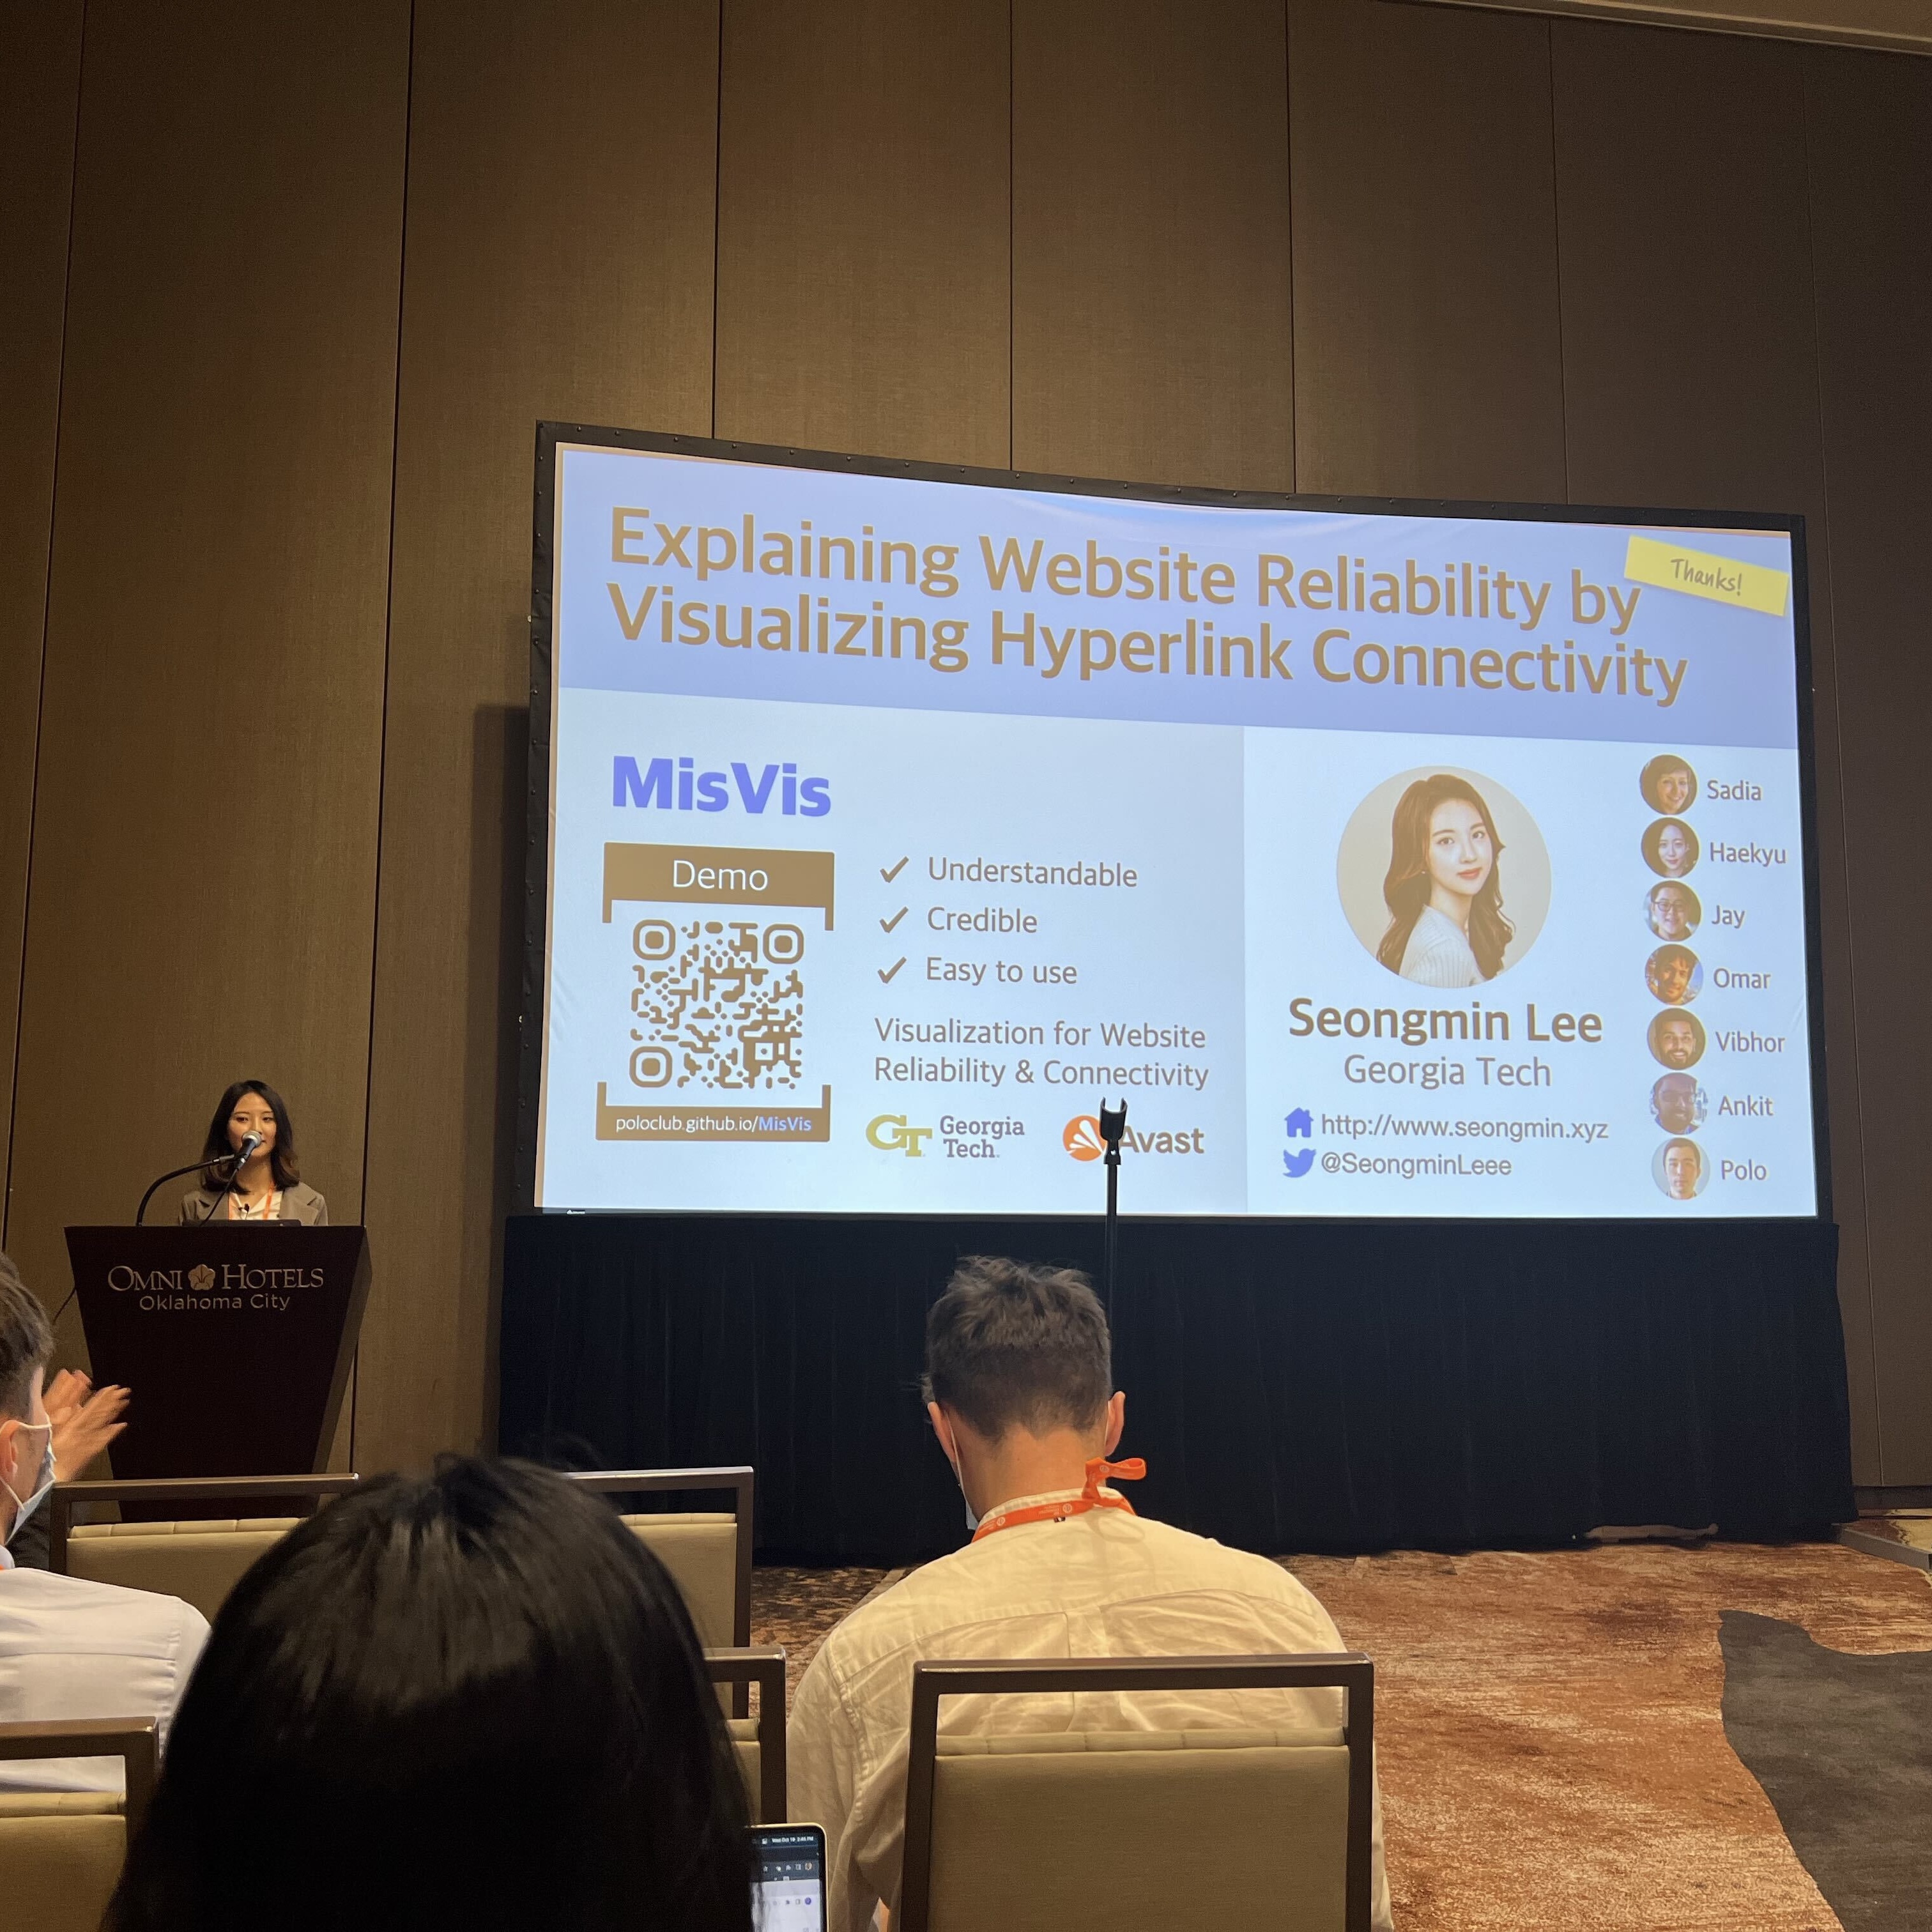 Explaining Website Reliability by
Visualizing Hyperlink Connectivity
Thanks!
MisVis
Demo
poloclub.github.io/MisVis
✓ Understandable
✓ Credible
✓ Easy to use
Visualization for Website
Reliability & Connectivity
GT Georgia
Tech
Avast
Seongmin Lee
Georgia Tech
http://www.seongmin.xyz
@SeongminLeee
Sadia
Haekyu
Jay
Omar
Vibhor
Ankit
Polo
OMNI HOTELS
Oklahoma City